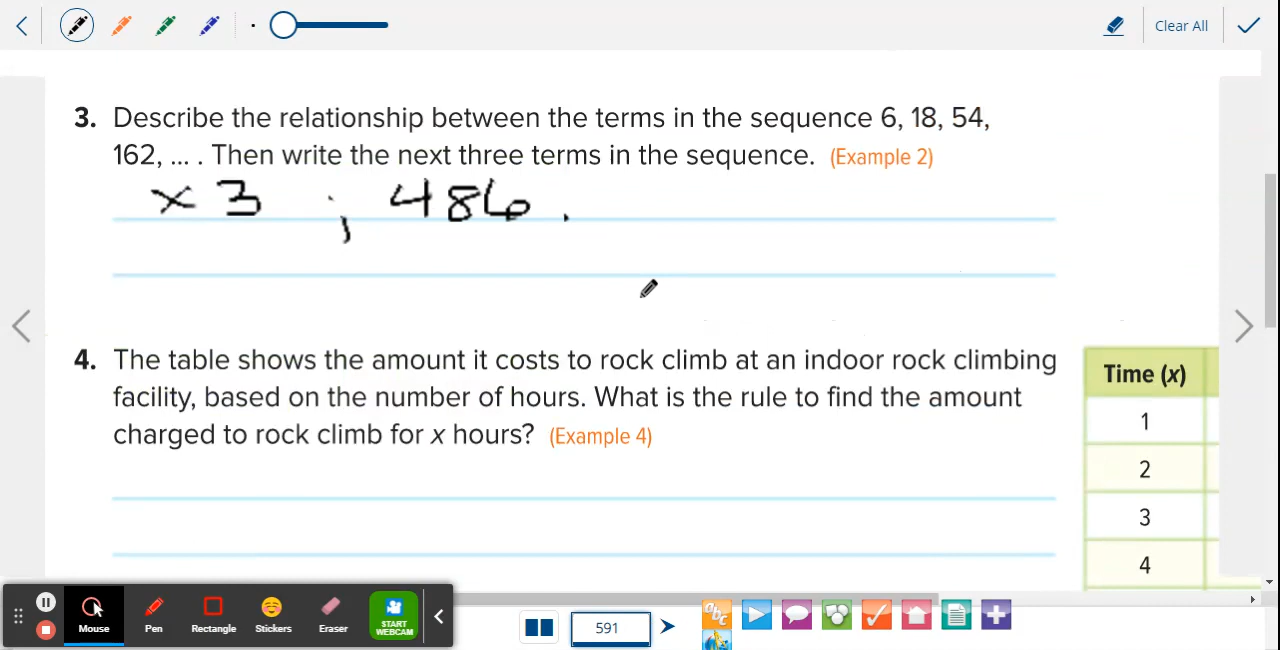 Clear All
3. Describe the relationship between the terms in the sequence 6, 18, 54,
162, ... . Then write the next three terms in the sequence. (Example 2)
× 3 ; 486 .
4. The table shows the amount it costs to rock climb at an indoor rock climbing
facility, based on the number of hours. What is the rule to find the amount
charged to rock climb for x hours? (Example 4)
Time (x)
1
2
3
4
Mouse Pen Rectangle Stickers Eraser START WEBCAM
591
abc